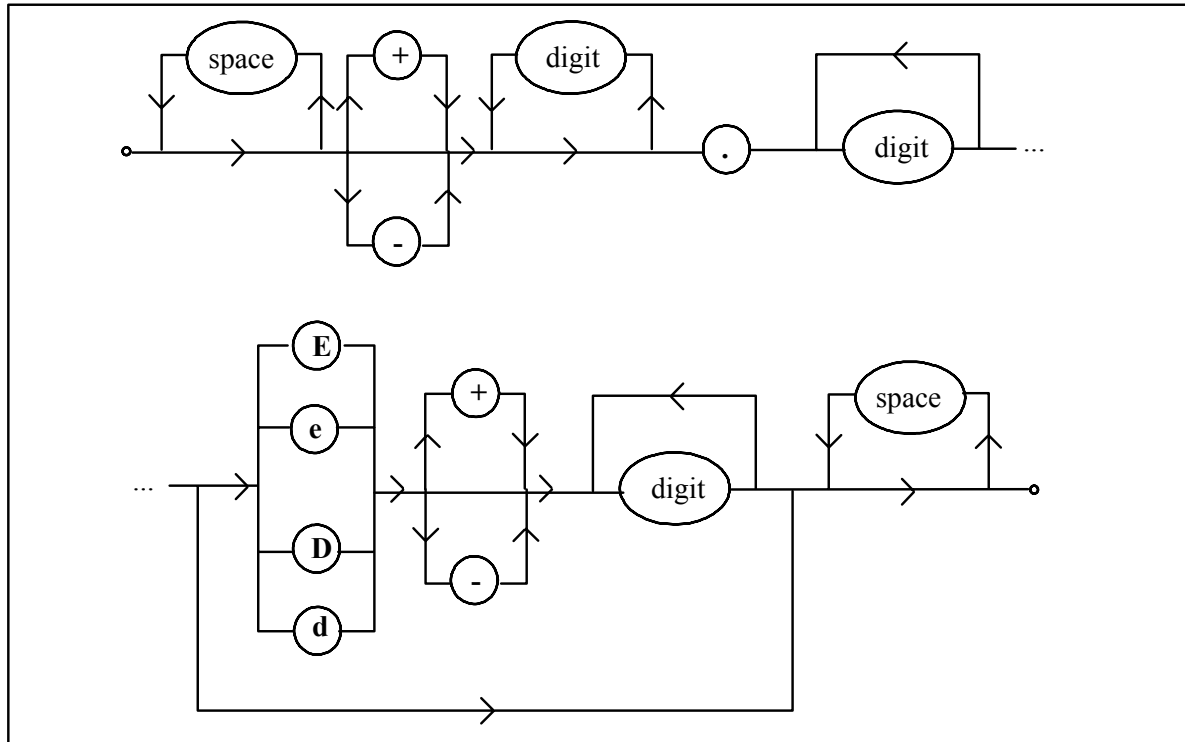 space + digit
. digit ...
-
E
e + space
... digit
D -
d